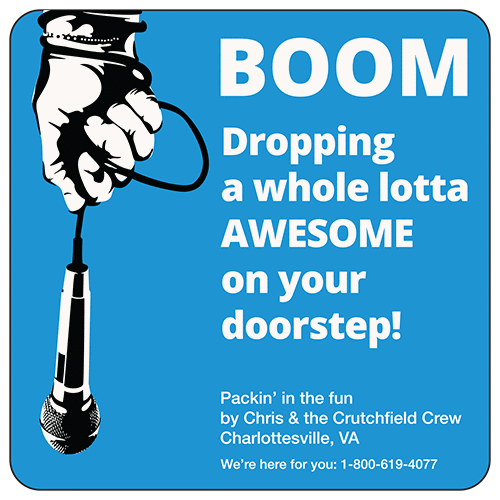 BOOM
Dropping
a whole lotta
AWESOME
on your
doorstep!
Packin’ in the fun
by Chris & the Crutchfield Crew
Charlottesville, VA
We’re here for you: 1-800-619-4077